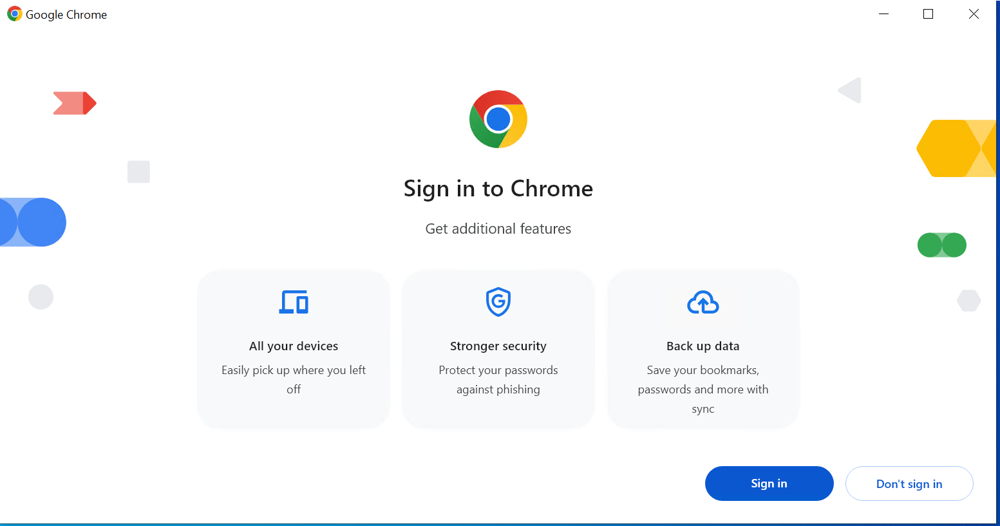 Google Chrome
Sign in to Chrome
Get additional features
All your devices
Easily pick up where you left
off
Stronger security
Protect your passwords
against phishing
Back up data
Save your bookmarks,
passwords and more with
sync
Sign in
Don't sign in